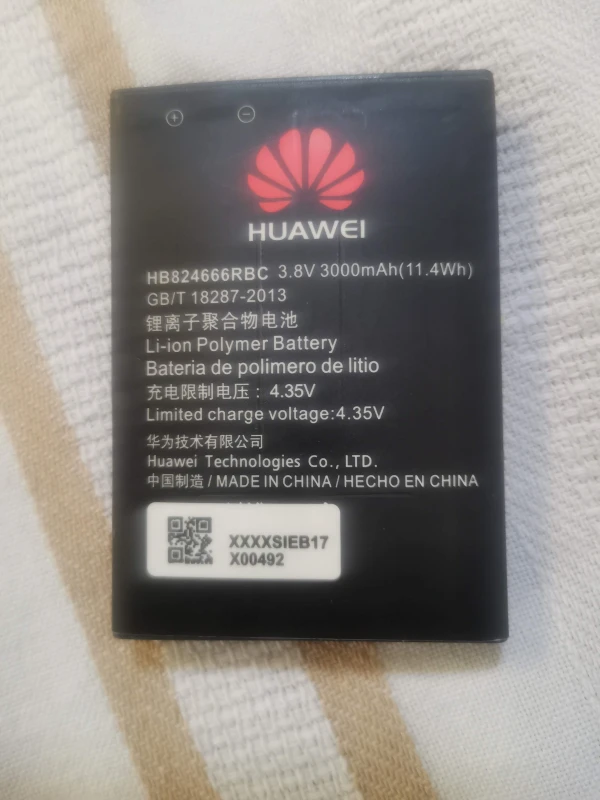 + -
HUAWEI
HB824666RBC 3.8V 3000mAh(11.4Wh)
GB/T 18287-2013
锂离子聚合物电池
Li-ion Polymer Battery
Bateria de polimero de litio
充电限制电压：4.35V
Limited charge voltage:4.35V
华为技术有限公司
Huawei Technologies Co., LTD.
中国制造 / MADE IN CHINA / HECHO EN CHINA
XXXXSIEB17
X00492